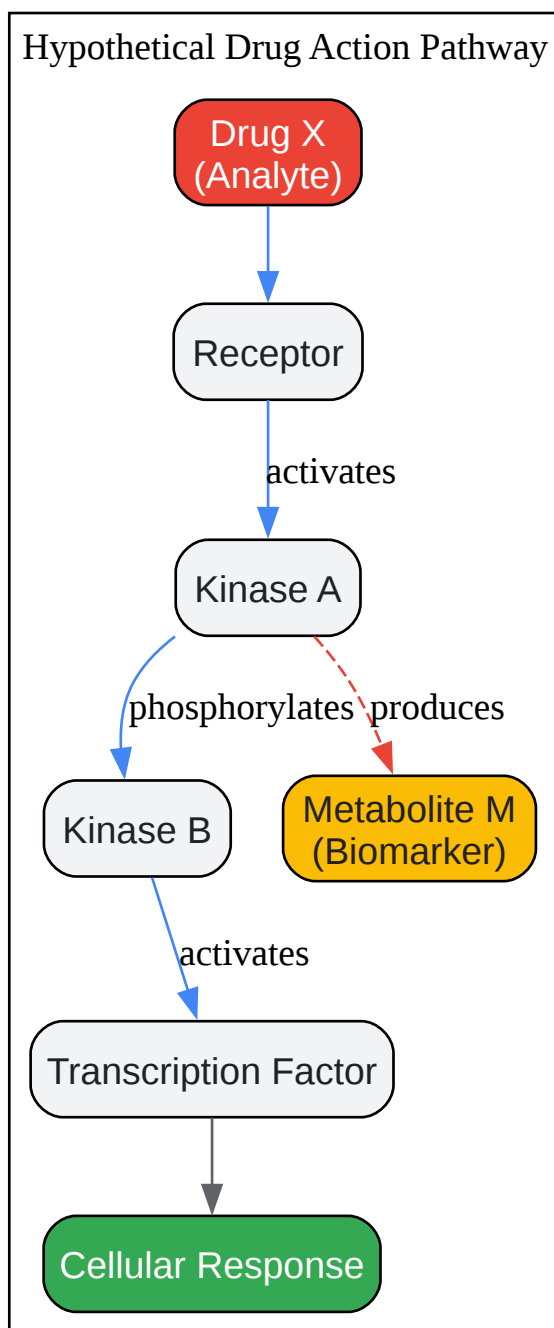 Hypothetical Drug Action Pathway
Drug X
(Analyte)
Receptor
activates
Kinase A
phosphorylates
produces
Kinase B
Metabolite M
(Biomarker)
activates
Transcription Factor
Cellular Response